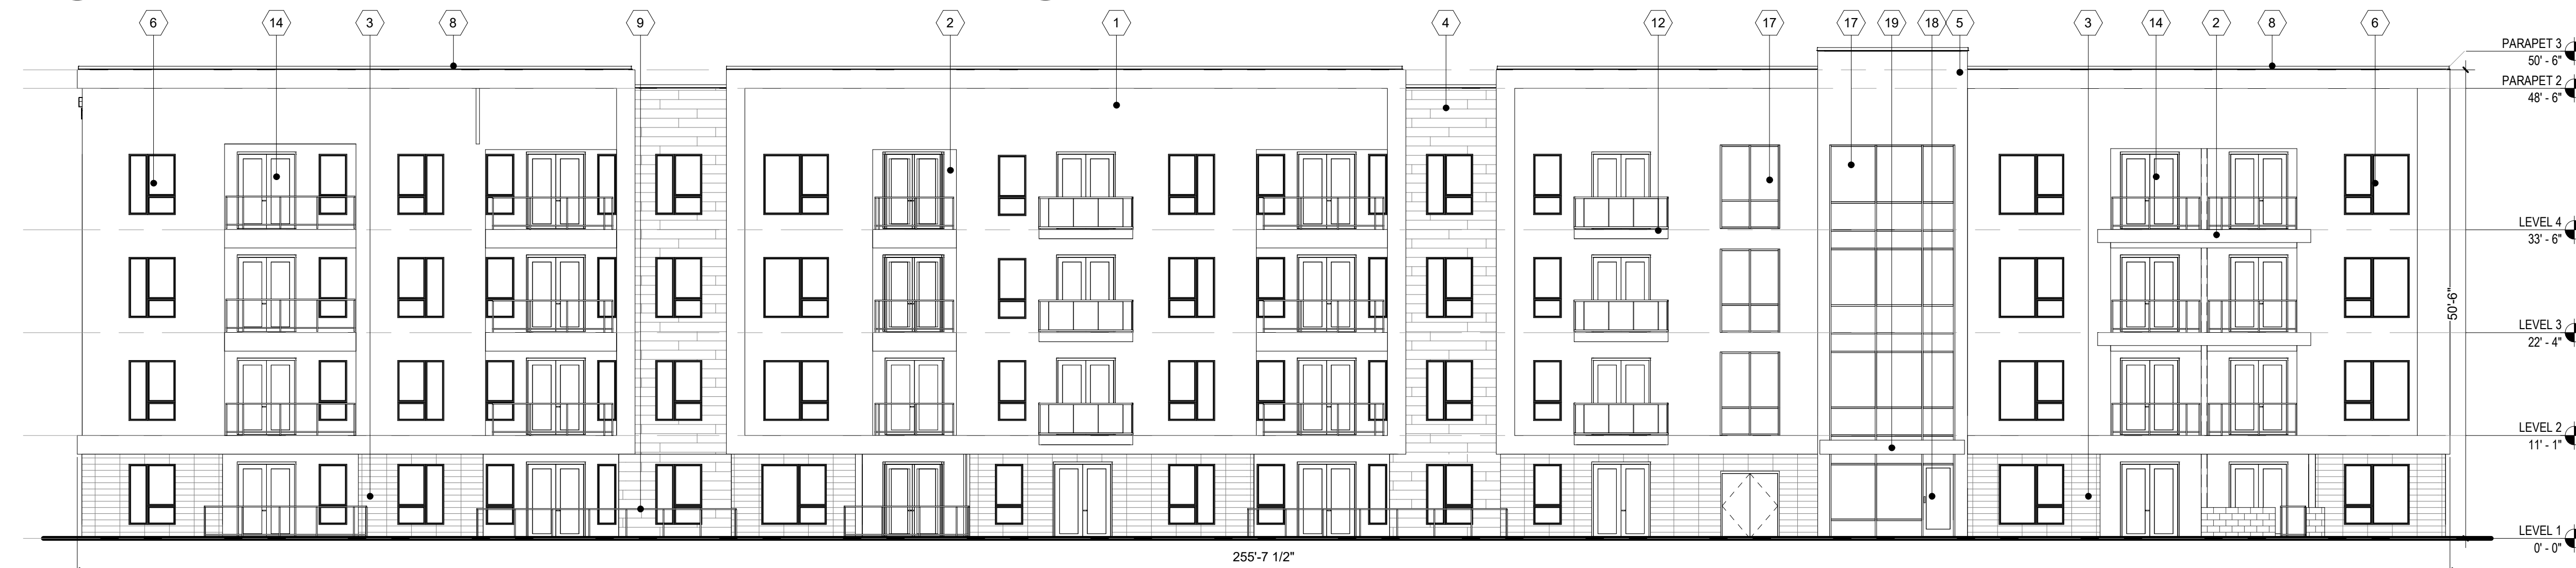 6 14 3 8 9 2 1 4 12 17 17 19 18 5 3 14 2 8 6
PARAPET 3
50' - 6"
PARAPET 2
48' - 6"
LEVEL 4
33' - 6"
50'-6"
LEVEL 3
22' - 4"
LEVEL 2
11' - 1"
LEVEL 1
0' - 0"
255'-7 1/2"